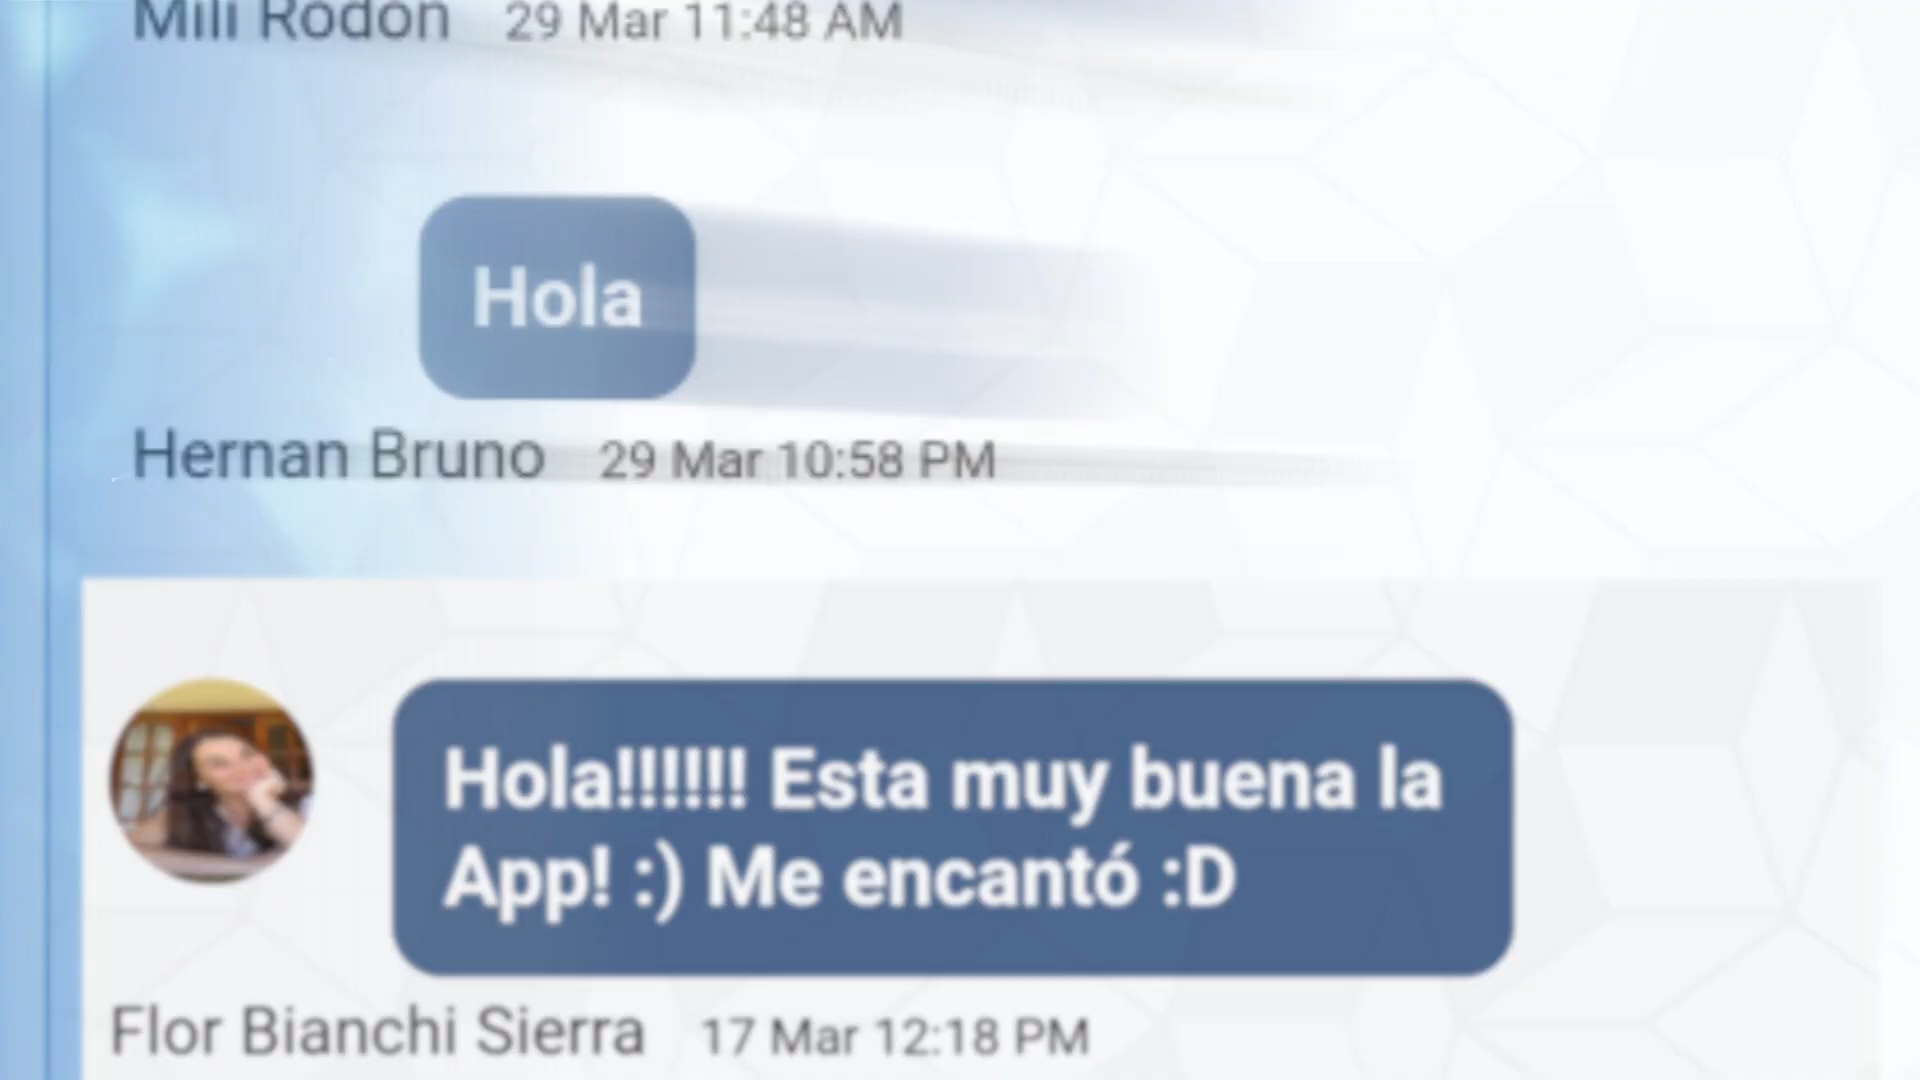 Mili Rodon 29 Mar 11:48 AM
Hola
Hernan Bruno 29 Mar 10:58 PM
Hola!!!!!! Esta muy buena la
App! :) Me encantó :D
Flor Bianchi Sierra 17 Mar 12:18 PM